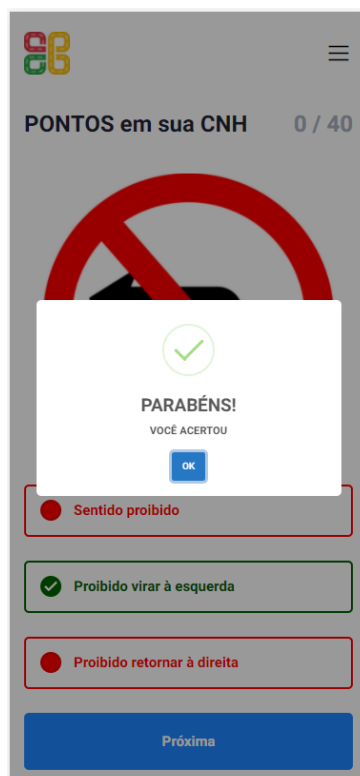 PONTOS em sua CNH 0 / 40
PARABÉNS!
VOCÊ ACERTOU
OK
Sentido proibido
Proibido virar à esquerda
Proibido retornar à direita
Próxima